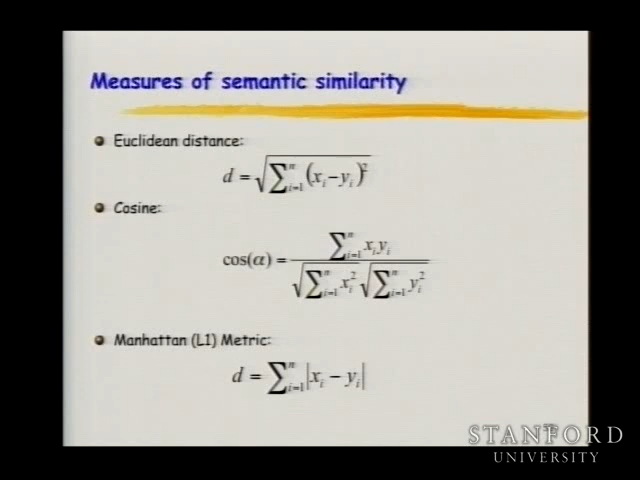 Measures of semantic similarity
Euclidean distance:
d = √∑ⁿᵢ₌₁(xᵢ−yᵢ)²
Cosine:
cos(α) = ∑ⁿᵢ₌₁ xᵢyᵢ / √∑ⁿᵢ₌₁ xᵢ² √∑ⁿᵢ₌₁ yᵢ²
Manhattan (L1) Metric:
d = ∑ⁿᵢ₌₁|xᵢ − yᵢ|
STANFORD
UNIVERSITY